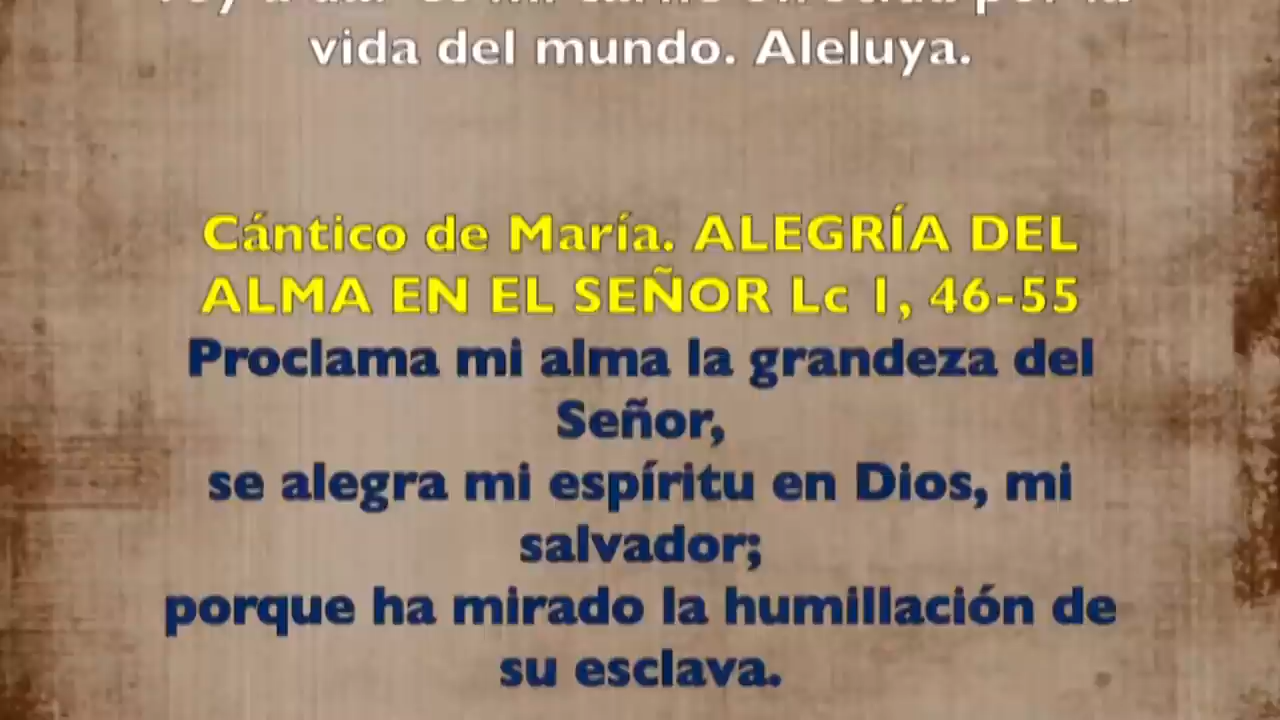 vida del mundo. Aleluya.
Cántico de María. ALEGRÍA DEL
ALMA EN EL SEÑOR Lc 1, 46-55
Proclama mi alma la grandeza del
Señor,
se alegra mi espíritu en Dios, mi
salvador;
porque ha mirado la humillación de
su esclava.